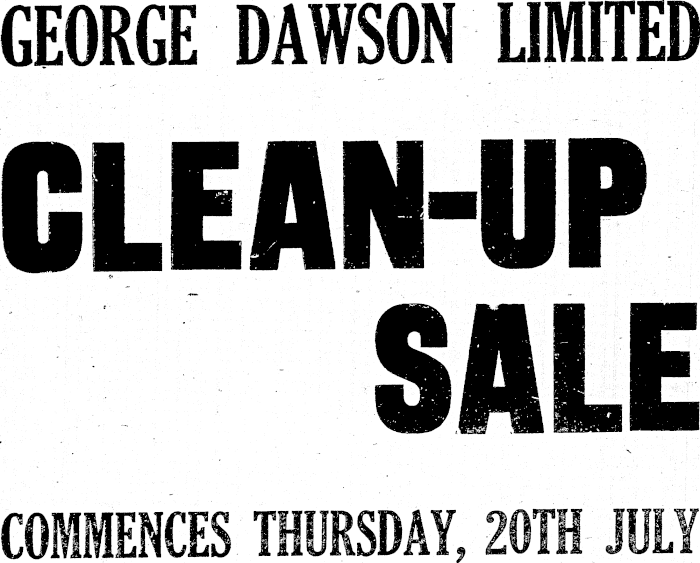 GEORGE DAWSON LIMITED
CLEAN-UP
SALE
COMMENCES THURSDAY, 20TH JULY